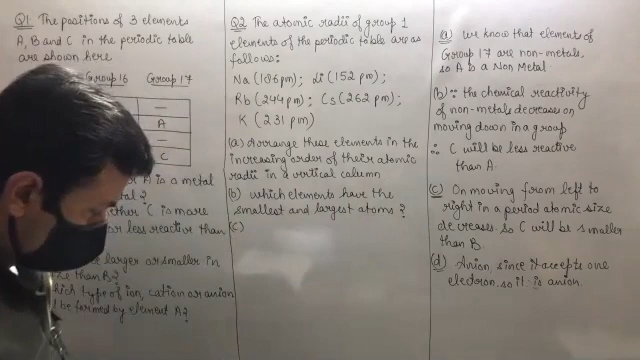 Q1 The positions of 3 elements
A, B and C in the periodic table
are shown here
Group 16 Group 17
—
A
—
C
A is a metal
tal?
ther C is more
or less reactive than
larger or smaller in
size than B?
hich type of ion, cation or anion
be formed by element A?
Q2 The atomic radii of group 1
elements of the periodic table are as
follows:
Na (186 pm); Li (152 pm);
Rb (244 pm); Cs (262 pm);
K (231 pm)
(a) Arrange these elements in the
increasing order of their atomic
radii in a vertical column
(b) which elements have the
smallest and largest atoms?
(c)
(a) we know that elements of
Group 17 are non-metals,
so A is a Non Metal
(b) ∵ the chemical reactivity
of non-metals decreases on
moving down in a group
∴ C will be less reactive
than A.
(c) On moving from left to
right in a period atomic size
decreases. so C will be smaller
than B.
(d) Anion, since it accepts one
electron. so it is anion.